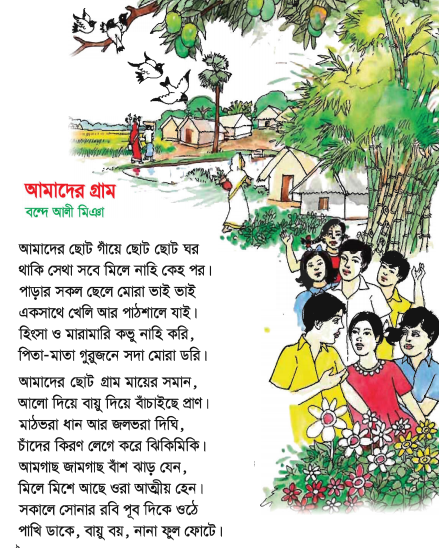 আমাদের গ্রাম
বন্দে আলী মিঞা
আমাদের ছোট গাঁয়ে ছোট ছোট ঘর
থাকি সেথা সবে মিলে নাহি কেহ পর।
পাড়ার সকল ছেলে মোরা ভাই ভাই
একসাথে খেলি আর পাঠশালে যাই।
হিংসা ও মারামারি কভু নাহি করি,
পিতা-মাতা গুরুজনে সদা মোরা ডরি।
আমাদের ছোট গ্রাম মায়ের সমান,
আলো দিয়ে বায়ু দিয়ে বাঁচাইছে প্রাণ।
মাঠভরা ধান আর জলভরা দিঘি,
চাঁদের কিরণ লেগে করে ঝিকিমিকি।
আমগাছ জামগাছ বাঁশ ঝাড় যেন,
মিলে মিশে আছে ওরা আত্মীয় হেন।
সকালে সোনার রবি পূব দিকে ওঠে
পাখি ডাকে, বায়ু বয়, নানা ফুল ফোটে।